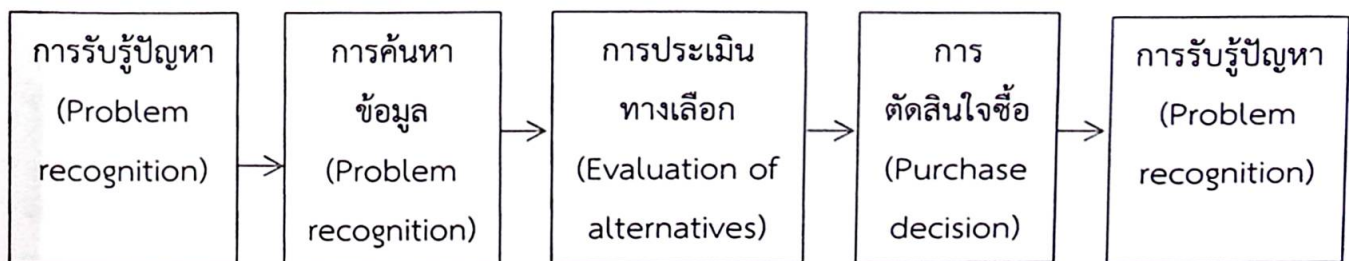 การรับรู้ปัญหา
(Problem
recognition)
การค้นหา
ข้อมูล
(Problem
recognition)
การประเมิน
ทางเลือก
(Evaluation of
alternatives)
การ
ตัดสินใจซื้อ
(Purchase
decision)
การรับรู้ปัญหา
(Problem
recognition)